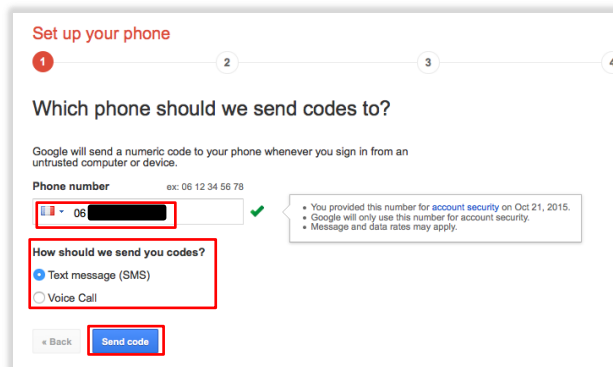 Set up your phone
1 2 3 4
Which phone should we send codes to?
Google will send a numeric code to your phone whenever you sign in from an
untrusted computer or device.
Phone number ex: 06 12 34 56 78
06
• You provided this number for account security on Oct 21, 2015.
• Google will only use this number for account security.
• Message and data rates may apply.
How should we send you codes?
Text message (SMS)
Voice Call
« Back Send code